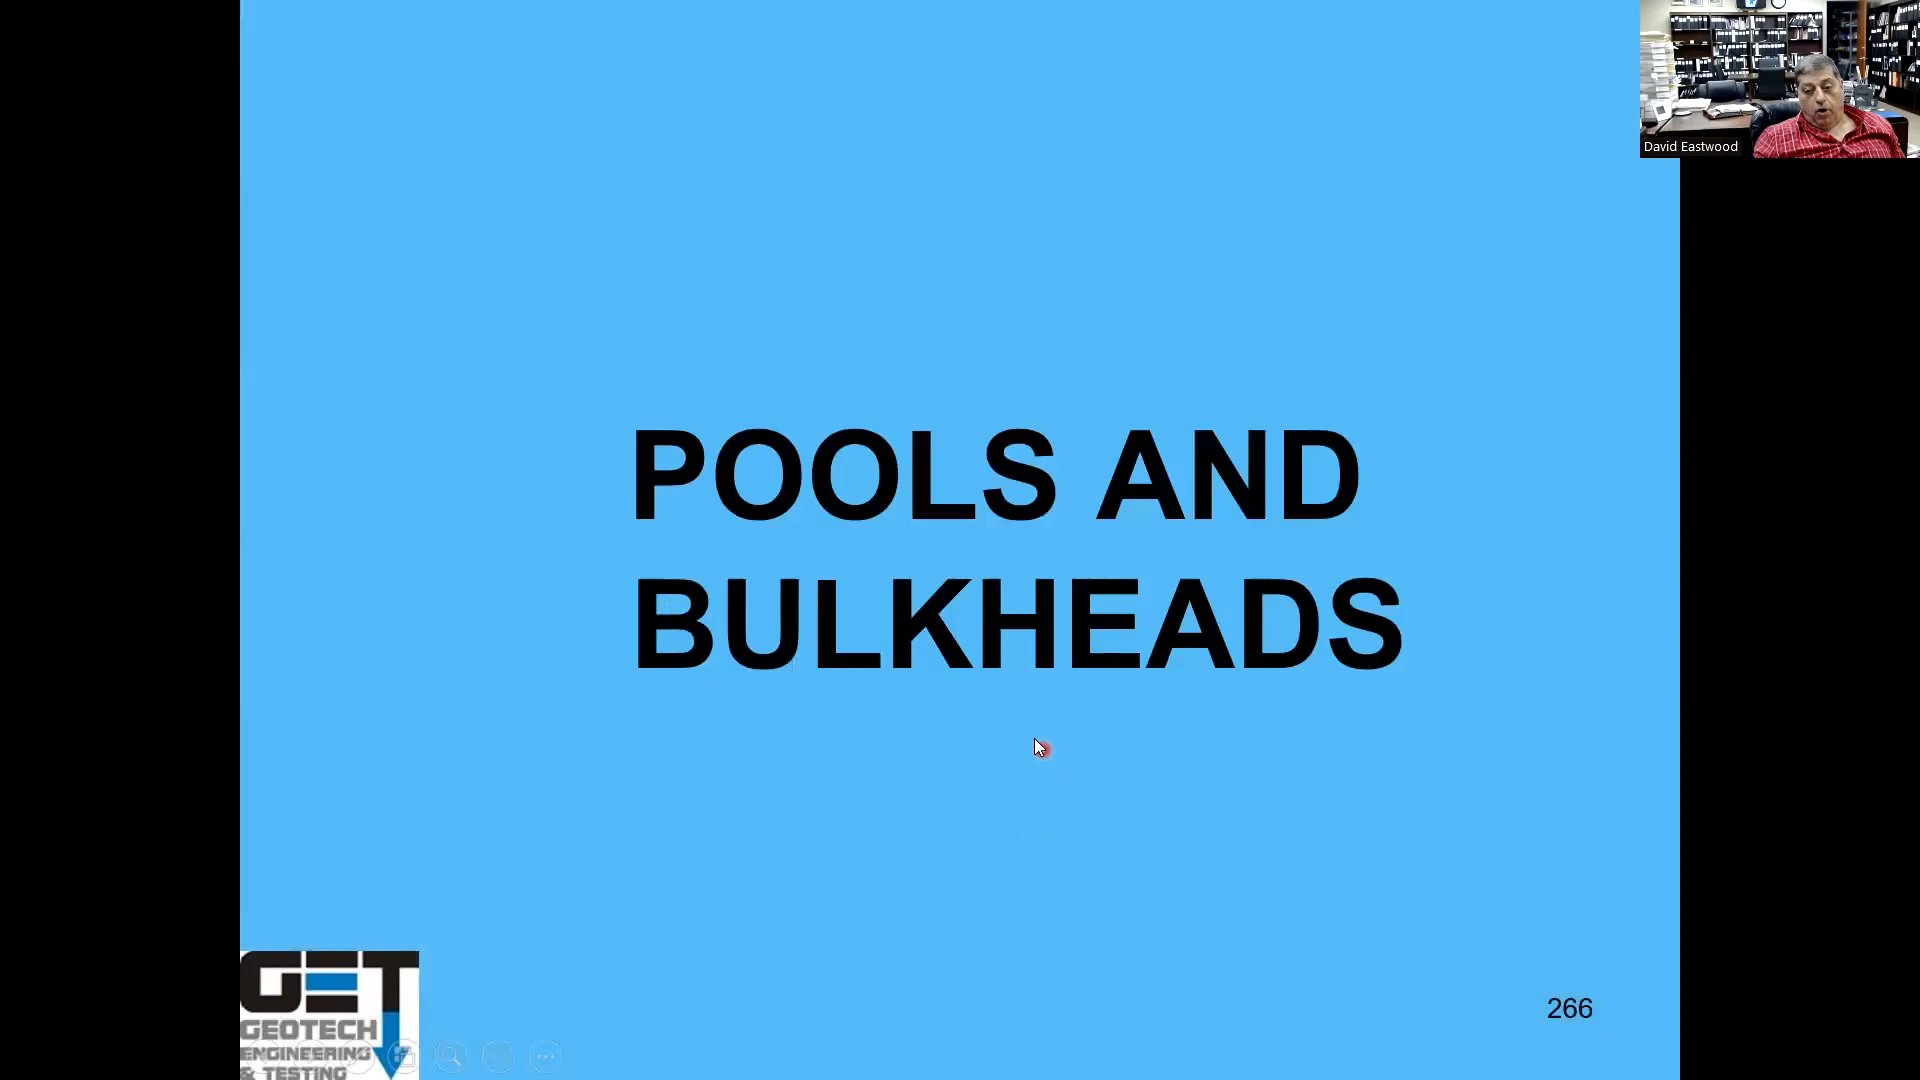 David Eastwood
POOLS AND
BULKHEADS
GET
GEOTECH
ENGINEERING
& TESTING
266